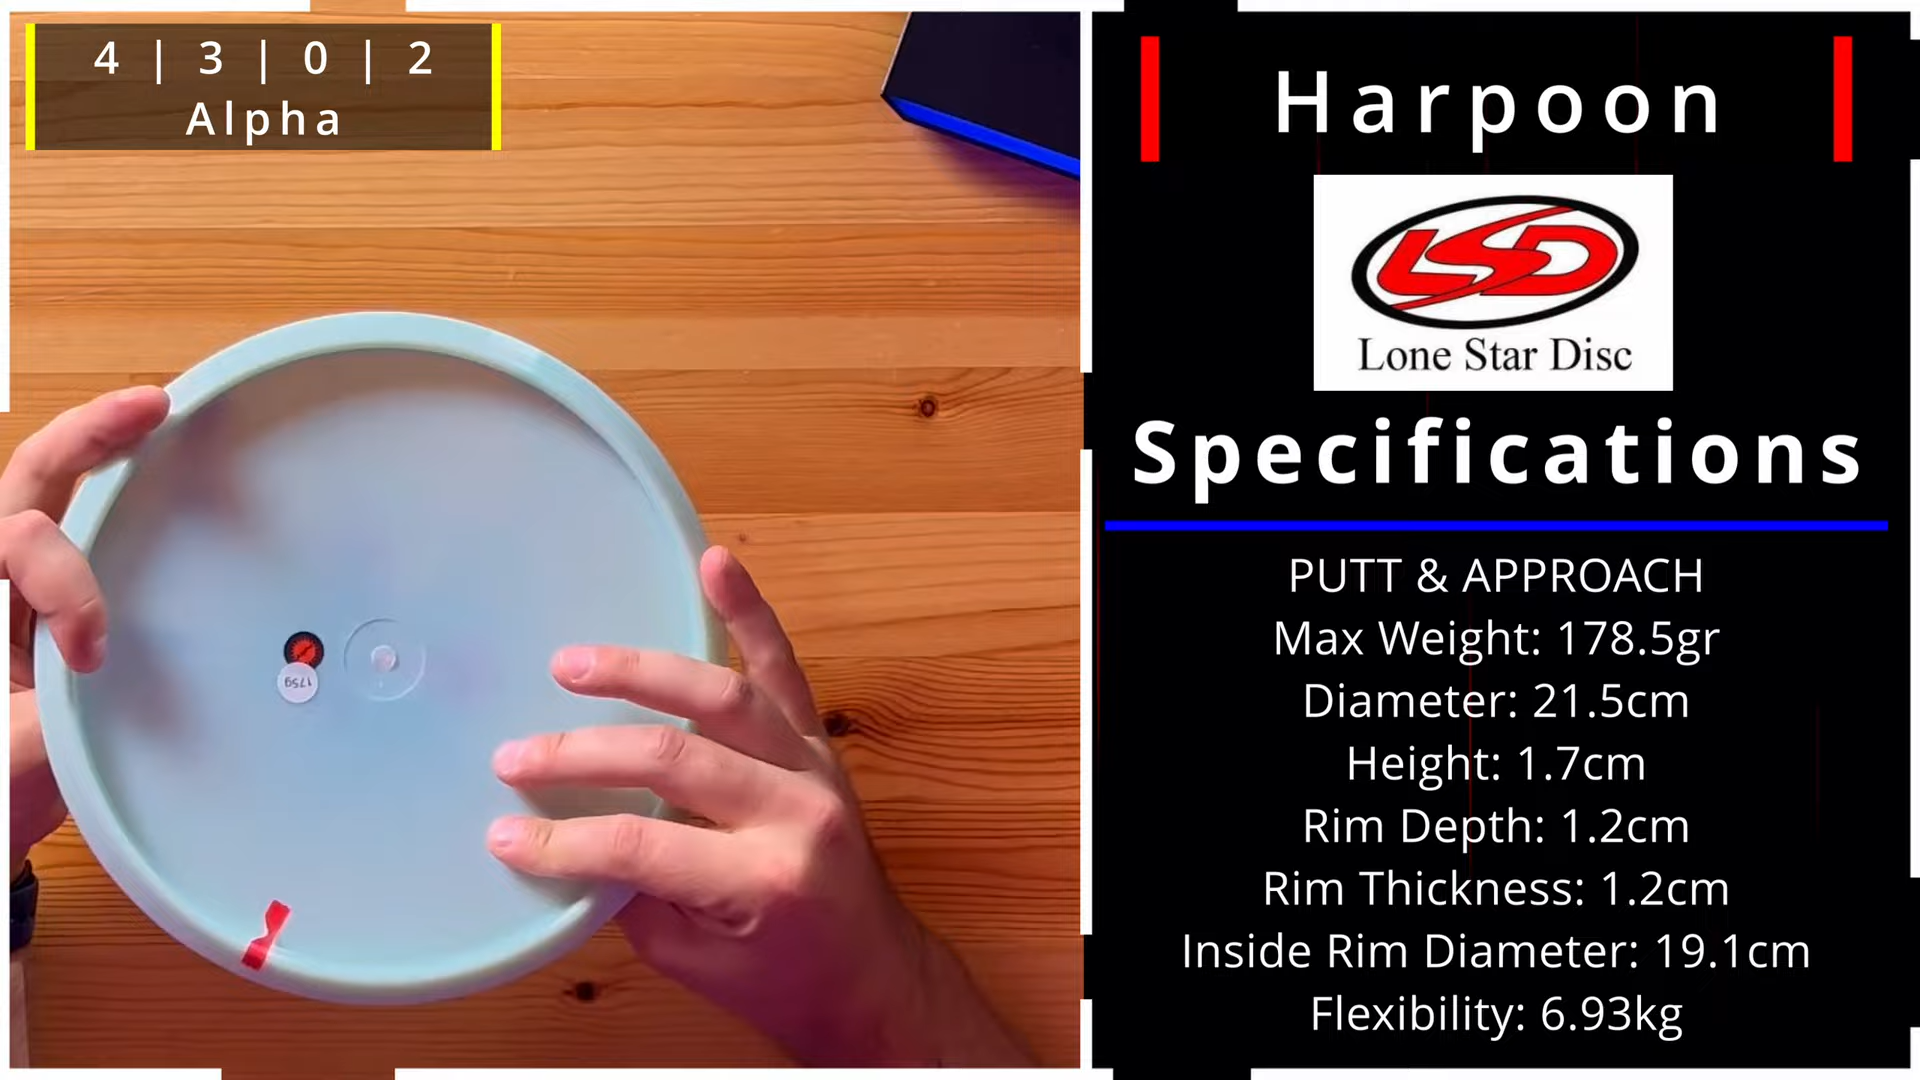 4 | 3 | 0 | 2
Alpha
Harpoon
LSD
Lone Star Disc
Specifications
PUTT & APPROACH
Max Weight: 178.5gr
Diameter: 21.5cm
Height: 1.7cm
Rim Depth: 1.2cm
Rim Thickness: 1.2cm
Inside Rim Diameter: 19.1cm
Flexibility: 6.93kg
175g